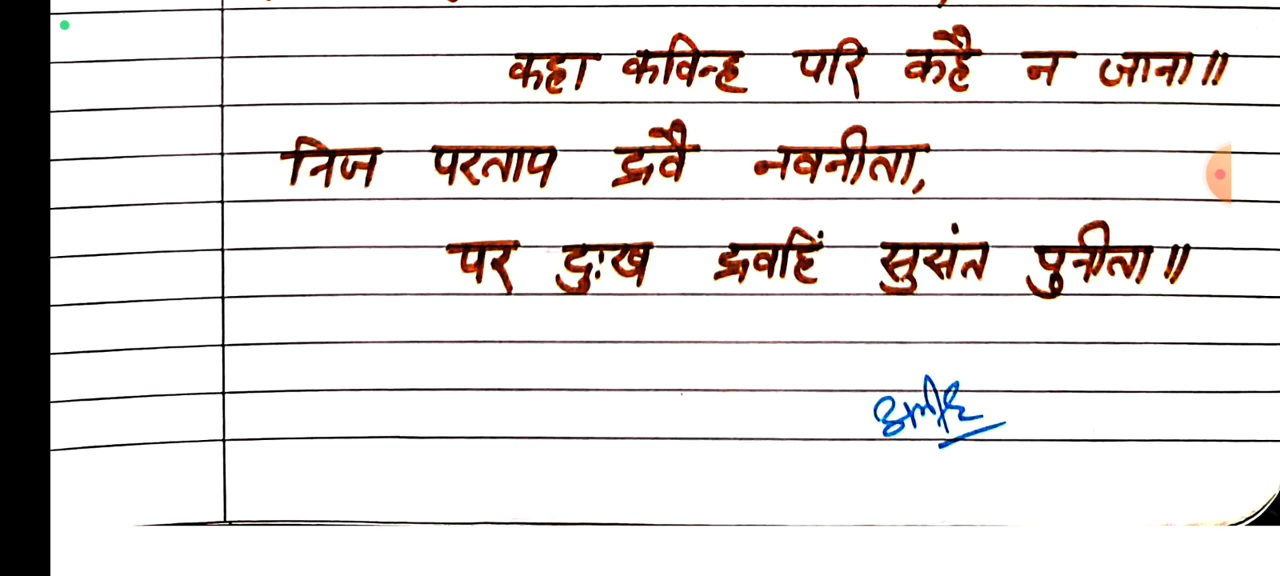 कहा कविन्ह परि कहै न जाना॥
निज परताप द्रवै नवनीता,
पर दुःख द्रवहिं सुसंत पुनीता॥